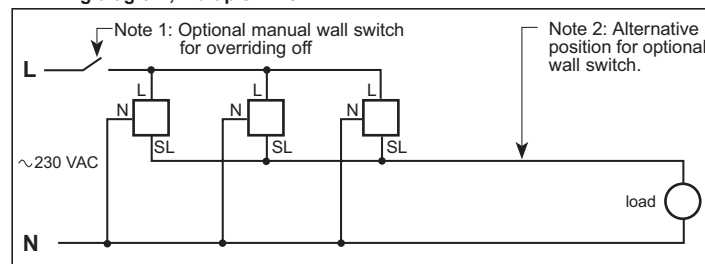 Note 1: Optional manual wall switch
for overriding off
Note 2: Alternative
position for optional
wall switch.
L
L L L
N N N
SL SL SL
~230 VAC
load
N